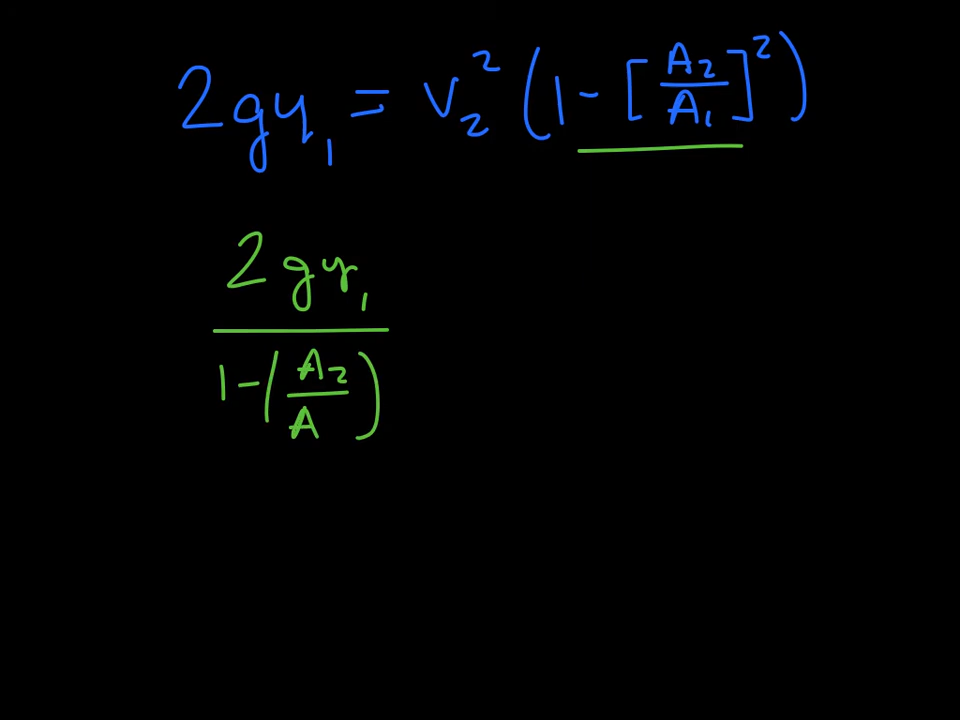 2gy₁ = v₂² (1 - [A₂/A₁]²)
2gy₁
1-(A₂/A)